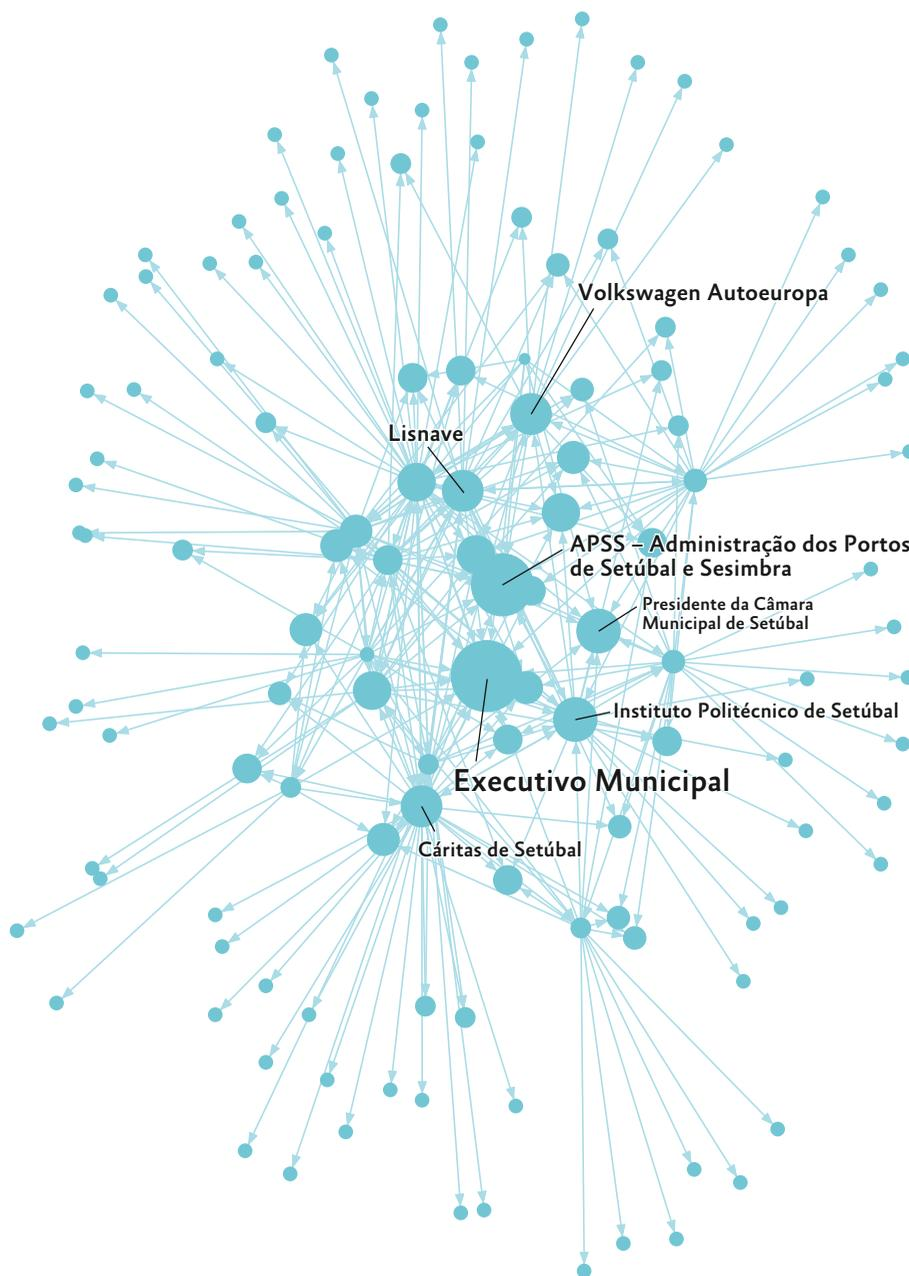 Volkswagen Autoeuropa
Lisnave
APSS – Administração dos Portos
de Setúbal e Sesimbra
Presidente da Câmara
Municipal de Setúbal
Instituto Politécnico de Setúbal
Executivo Municipal
Cáritas de Setúbal